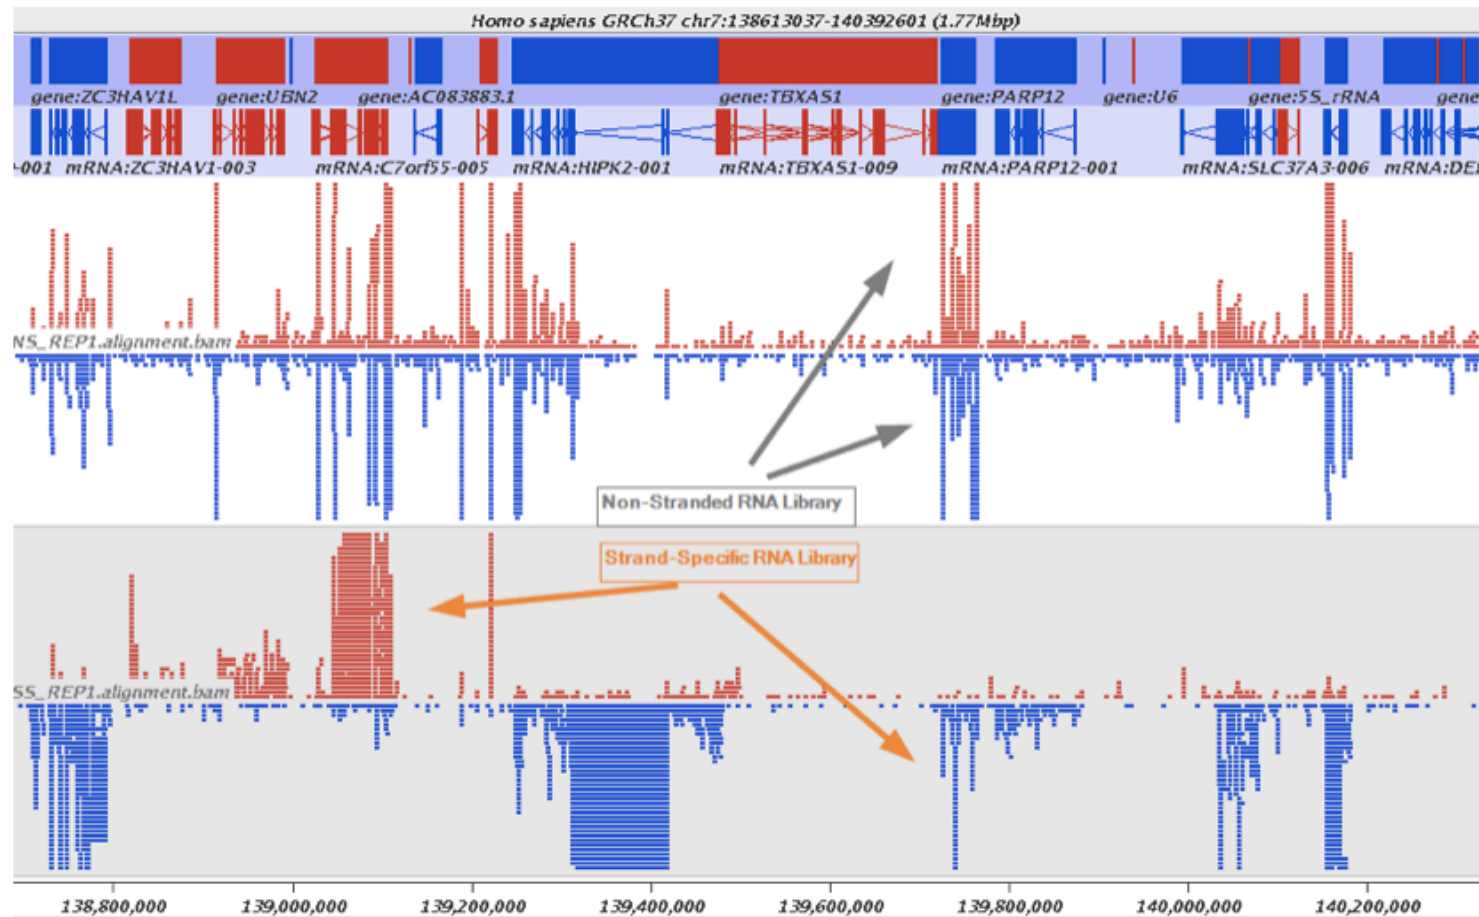 Homo sapiens GRCh37 chr7:138613037-140392601 (1.77Mbp)
gene:ZC3HAV1L gene:UBN2 gene:AC083883.1 gene:TBXAS1 gene:PARP12 gene:U6 gene:5S_rRNA gene
-001 mRNA:ZC3HAV1-003 mRNA:C7orf55-005 mRNA:HIPK2-001 mRNA:TBXAS1-009 mRNA:PARP12-001 mRNA:SLC37A3-006 mRNA:DEI
NS_REP1.alignment.bam
Non-Stranded RNA Library
Strand-Specific RNA Library
SS_REP1.alignment.bam
138,800,000 139,000,000 139,200,000 139,400,000 139,600,000 139,800,000 140,000,000 140,200,000